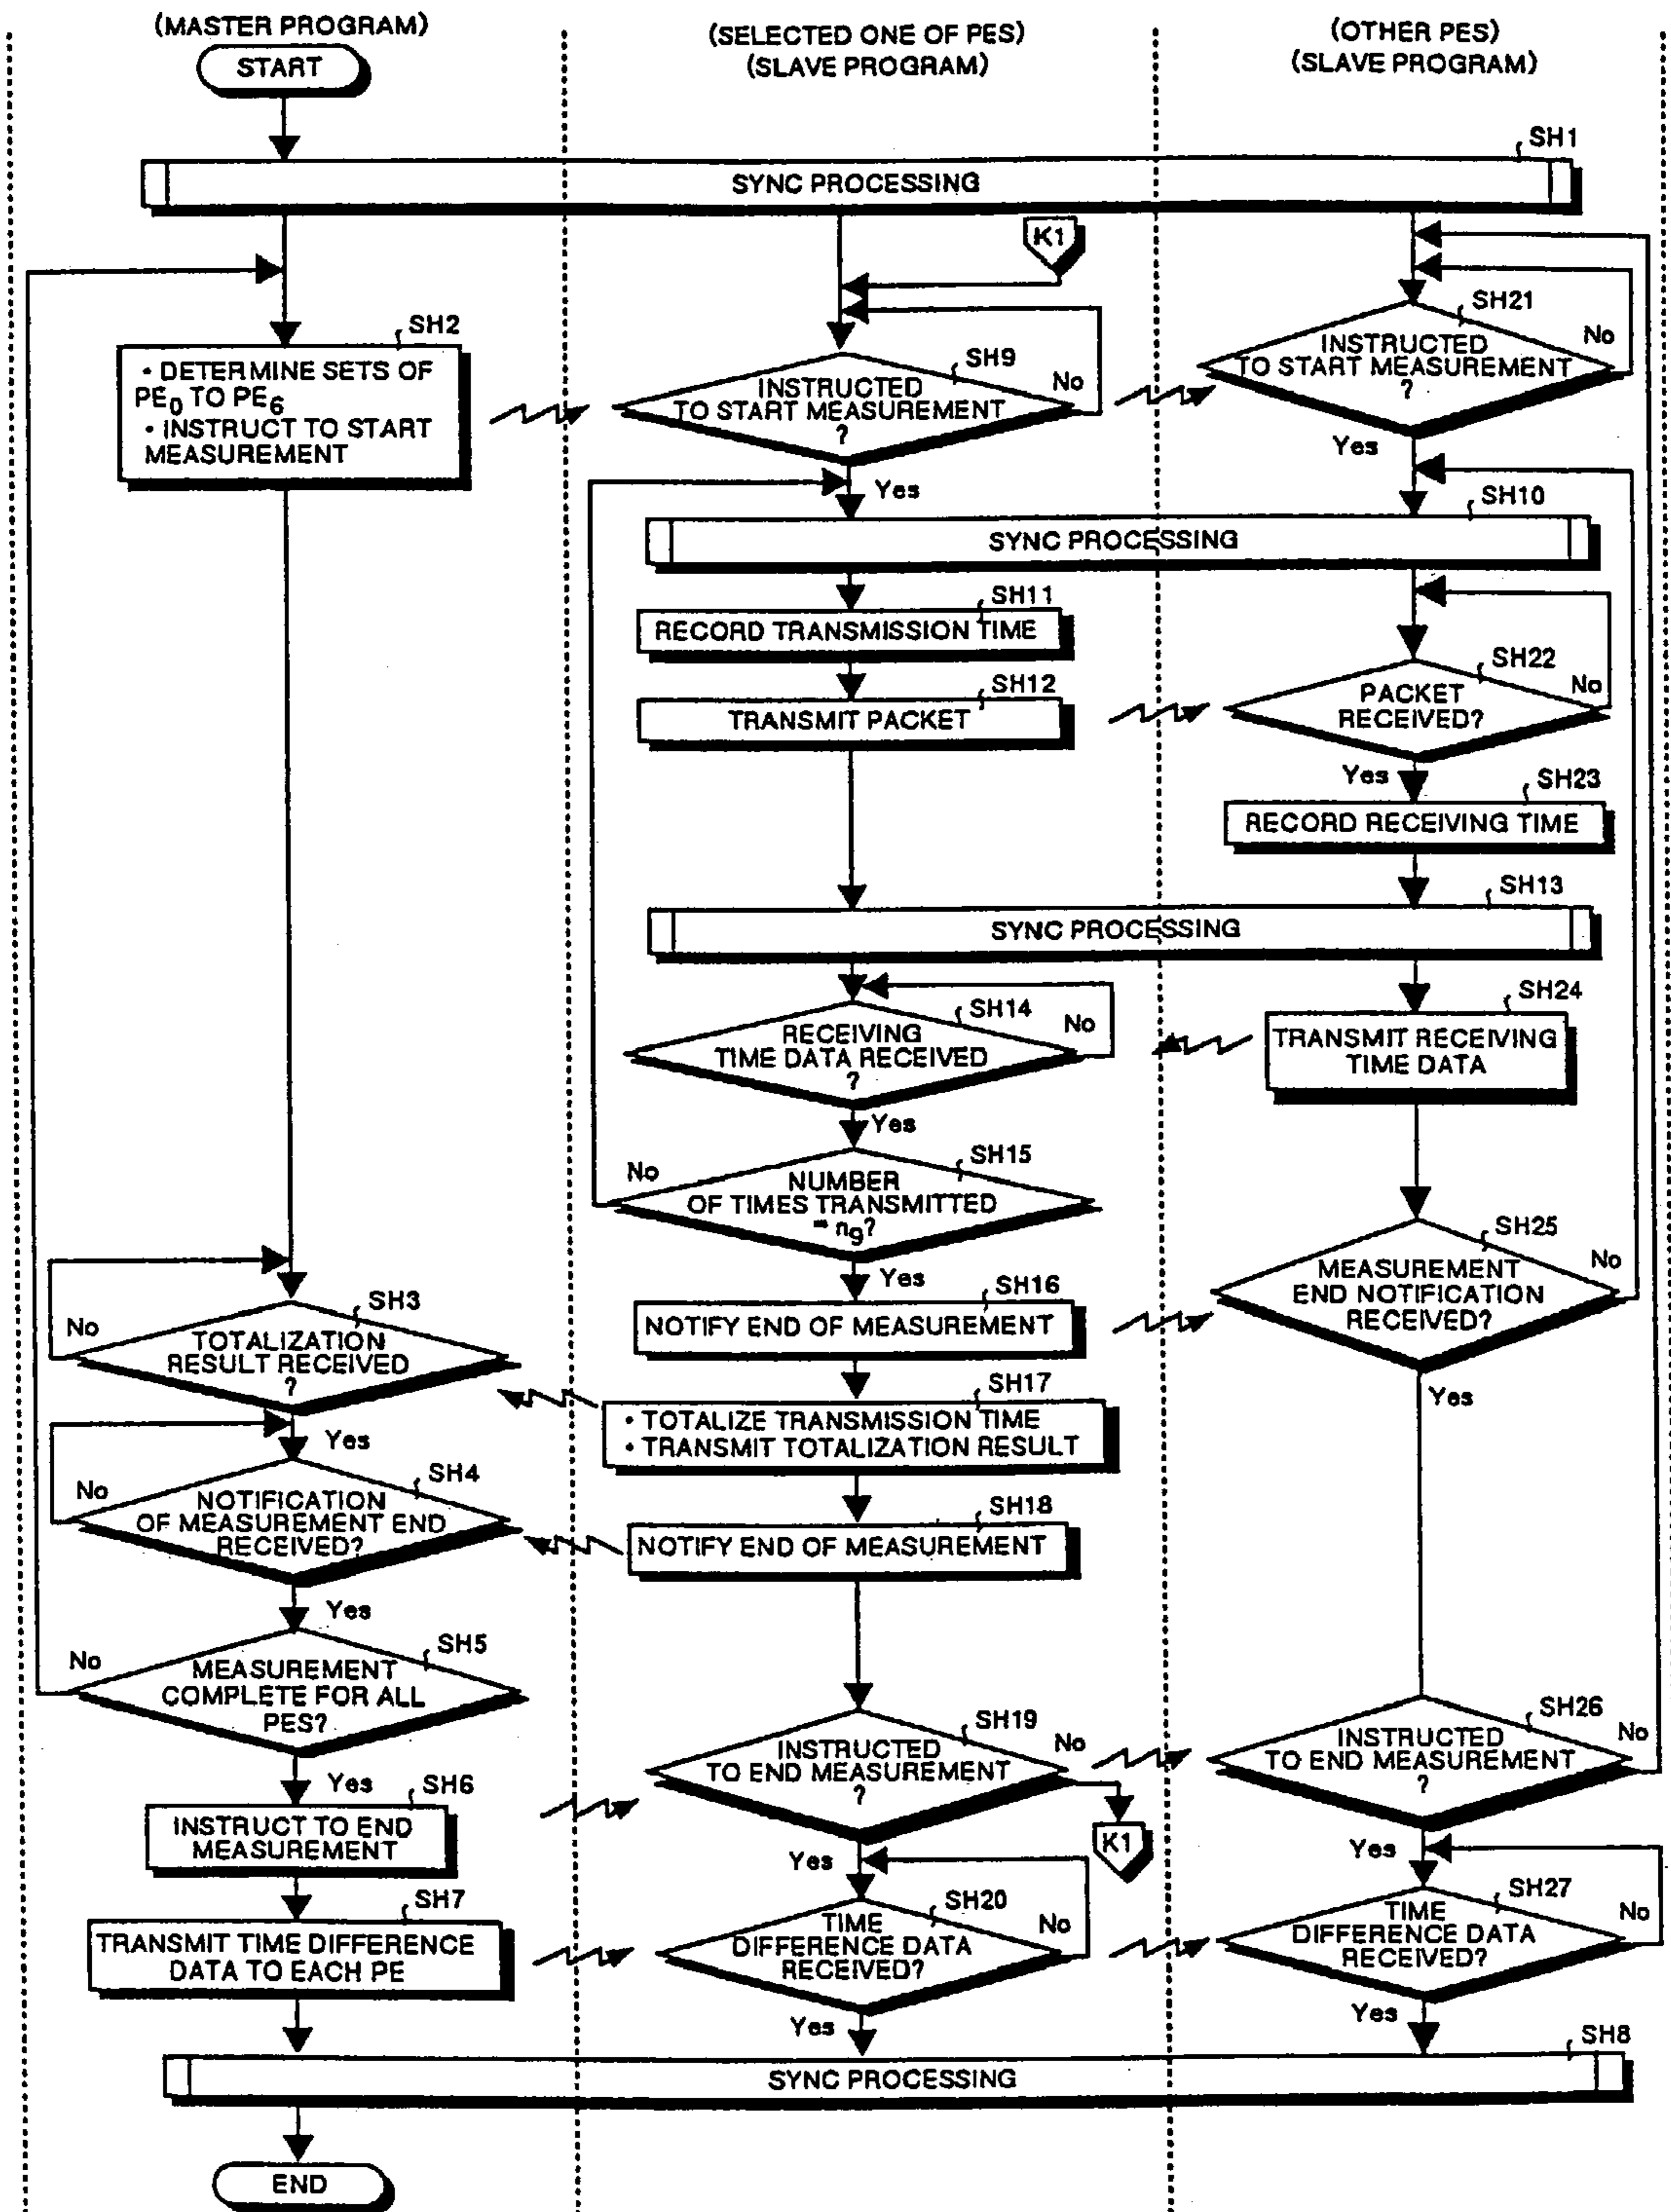 (MASTER PROGRAM)
START
(SELECTED ONE OF PES)
(SLAVE PROGRAM)
(OTHER PES)
(SLAVE PROGRAM)
SH1
SYNC PROCESSING
K1
SH2
• DETERMINE SETS OF
PE0 TO PE6
• INSTRUCT TO START
MEASUREMENT
SH9
INSTRUCTED
TO START MEASUREMENT
?
No
Yes
SH21
INSTRUCTED
TO START MEASUREMENT
?
No
Yes
SH10
SYNC PROCESSING
SH11
RECORD TRANSMISSION TIME
SH12
TRANSMIT PACKET
SH22
PACKET
RECEIVED?
No
Yes
SH23
RECORD RECEIVING TIME
SH13
SYNC PROCESSING
SH14
RECEIVING
TIME DATA RECEIVED
?
No
Yes
SH24
TRANSMIT RECEIVING
TIME DATA
SH15
NUMBER
OF TIMES TRANSMITTED
= n9?
No
Yes
SH25
MEASUREMENT
END NOTIFICATION
RECEIVED?
No
Yes
SH16
NOTIFY END OF MEASUREMENT
SH3
TOTALIZATION
RESULT RECEIVED
?
No
Yes
SH17
• TOTALIZE TRANSMISSION TIME
• TRANSMIT TOTALIZATION RESULT
SH4
NOTIFICATION
OF MEASUREMENT END
RECEIVED?
No
Yes
SH18
NOTIFY END OF MEASUREMENT
SH5
MEASUREMENT
COMPLETE FOR ALL
PES?
No
Yes
SH19
INSTRUCTED
TO END MEASUREMENT
?
No
K1
Yes
SH26
INSTRUCTED
TO END MEASUREMENT
?
No
Yes
SH6
INSTRUCT TO END
MEASUREMENT
SH7
TRANSMIT TIME DIFFERENCE
DATA TO EACH PE
SH20
TIME
DIFFERENCE DATA
RECEIVED?
No
Yes
SH27
TIME
DIFFERENCE DATA
RECEIVED?
No
Yes
SH8
SYNC PROCESSING
END